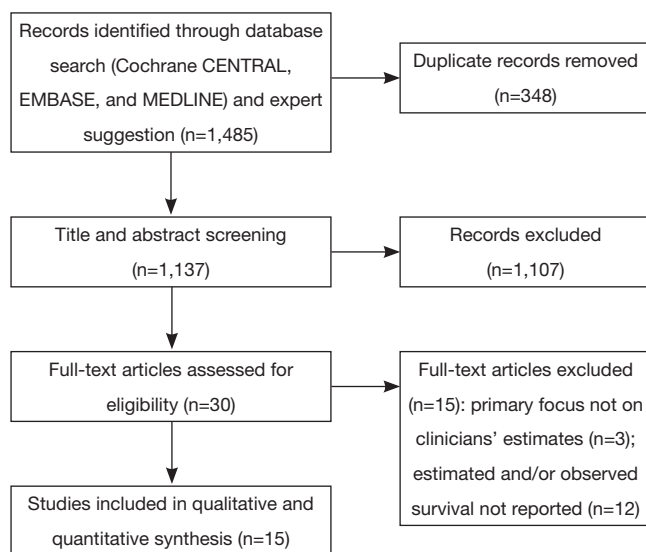 Records identified through database
search (Cochrane CENTRAL,
EMBASE, and MEDLINE) and expert
suggestion (n=1,485)
Duplicate records removed
(n=348)
Title and abstract screening
(n=1,137)
Records excluded
(n=1,107)
Full-text articles assessed for
eligibility (n=30)
Full-text articles excluded
(n=15): primary focus not on
clinicians’ estimates (n=3);
estimated and/or observed
survival not reported (n=12)
Studies included in qualitative and
quantitative synthesis (n=15)